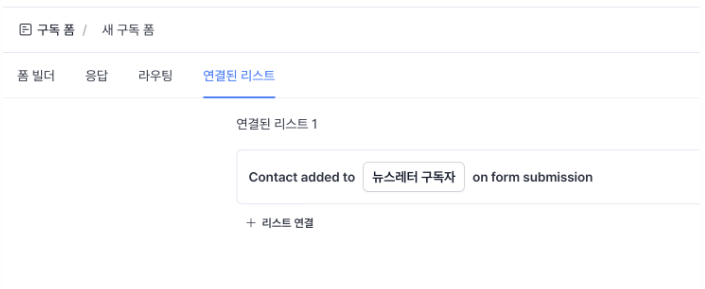 구독 폼 / 새 구독 폼
폼 빌더 응답 라우팅 연결된 리스트
연결된 리스트 1
Contact added to 뉴스레터 구독자 on form submission
+ 리스트 연결